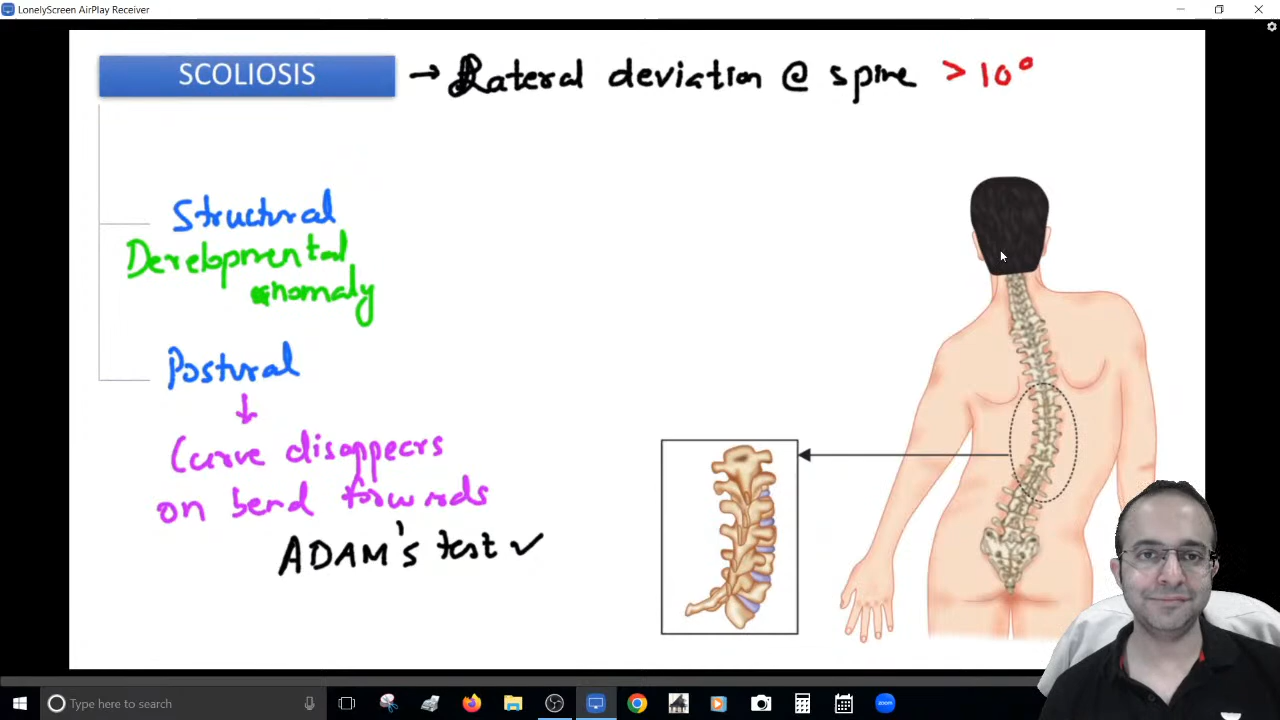 LonelyScreen AirPlay Receiver
SCOLIOSIS → Lateral deviation @ spine > 10°
Structural
Developmental
anomaly
Postural
↓
Curve disappears
on bend forwards
ADAM's test ✓
Type here to search
zoom